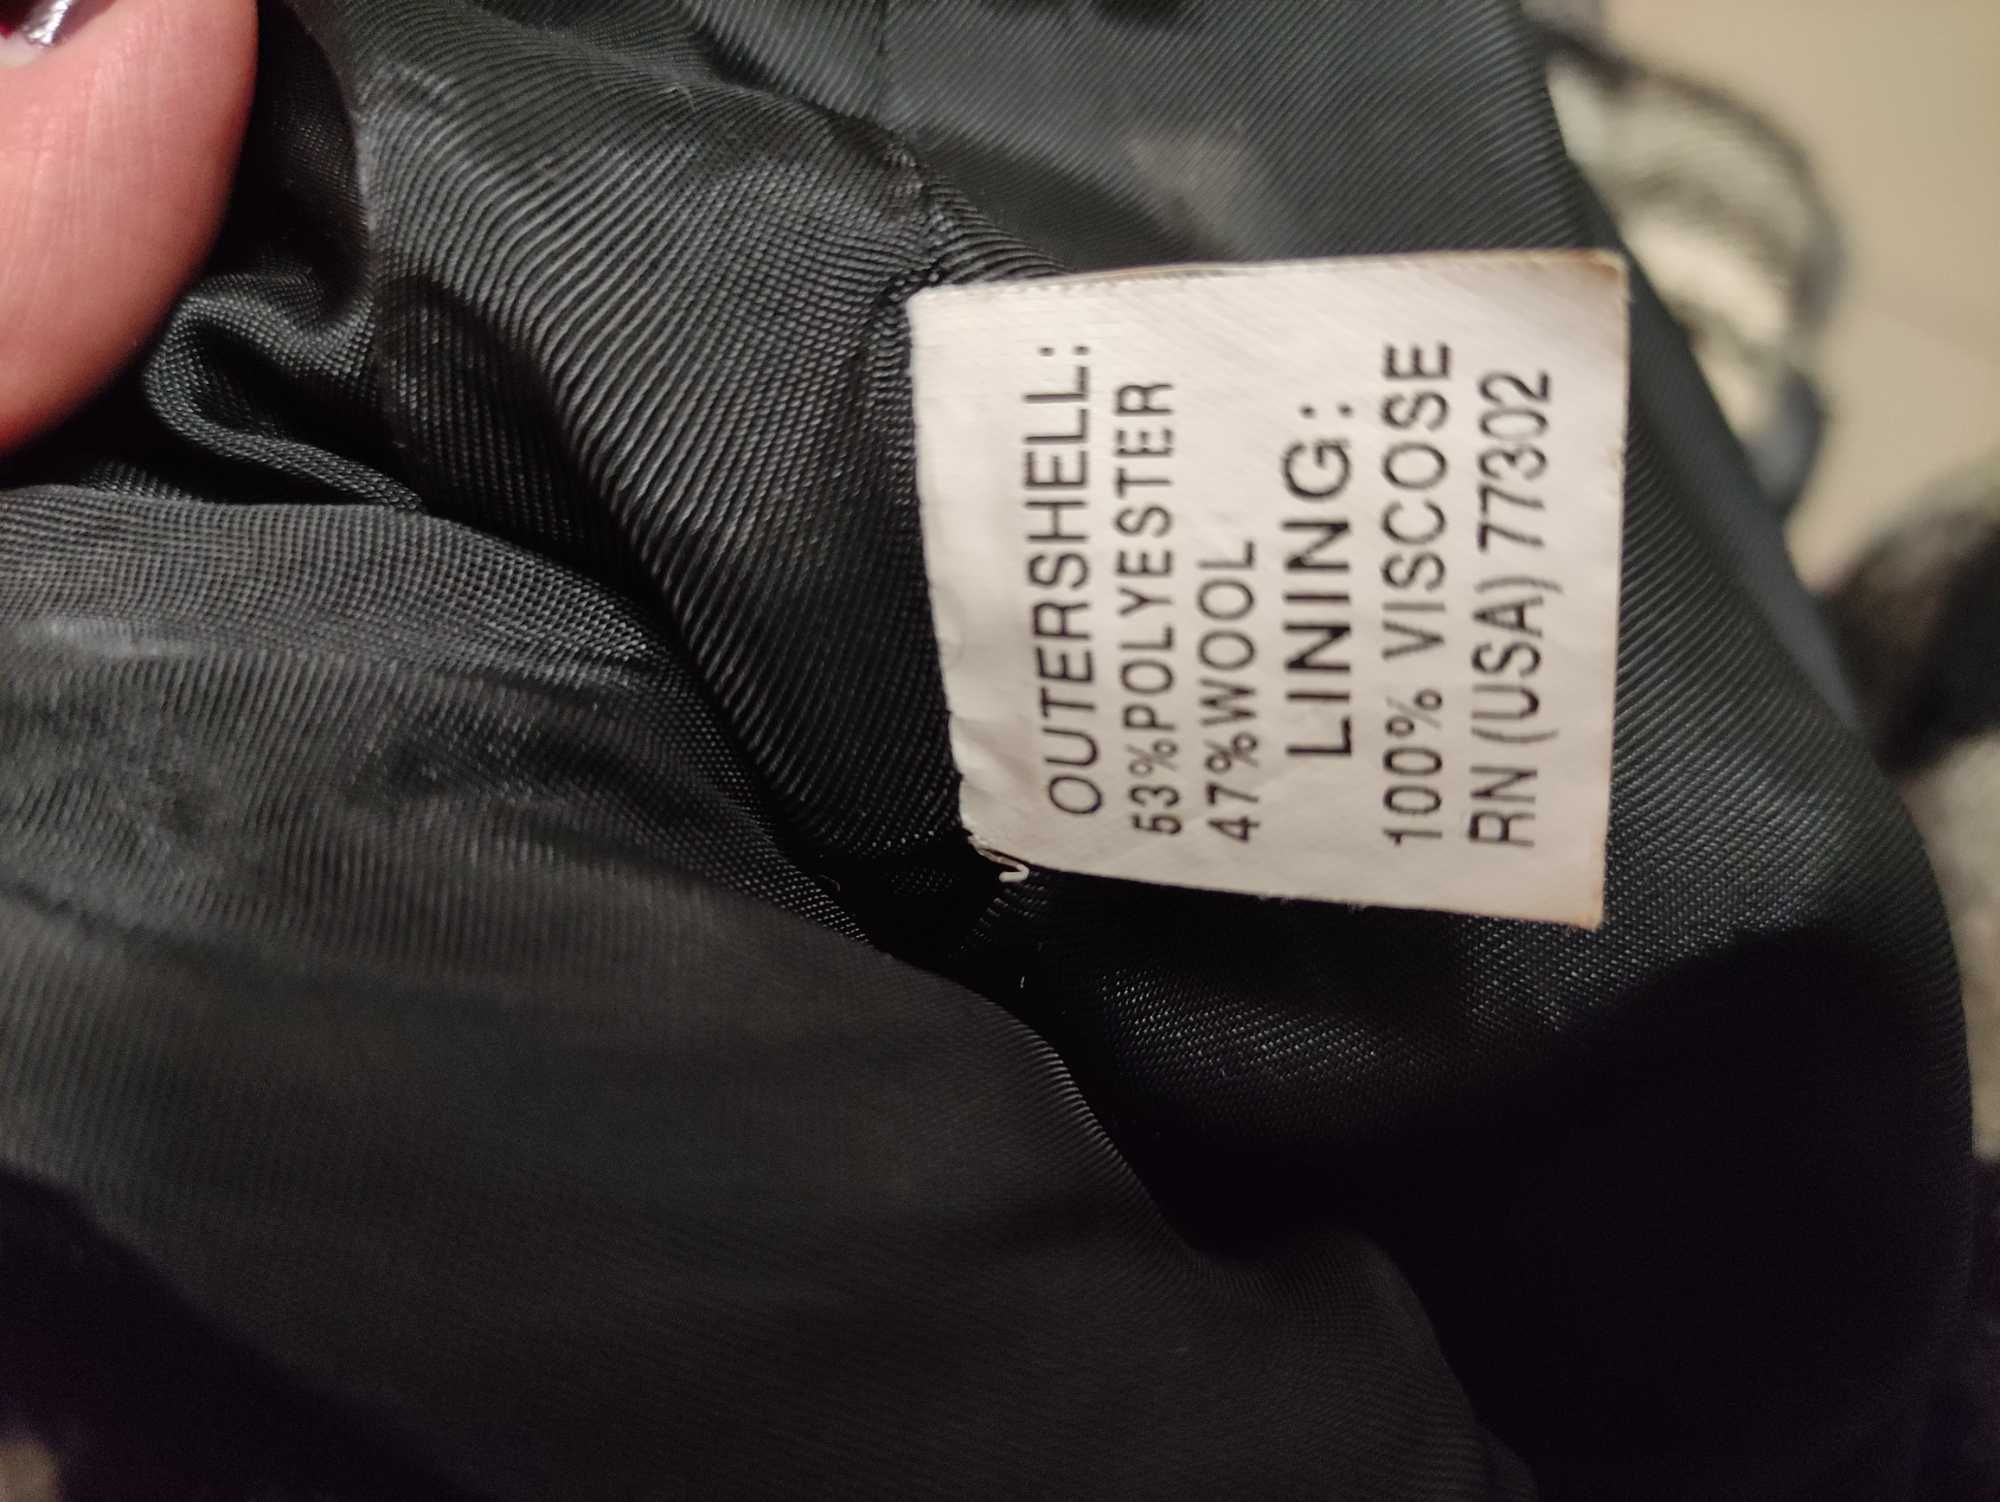 OUTERSHELL:
53%POLYESTER
47%WOOL
LINING:
100% VISCOSE
RN (USA) 77302